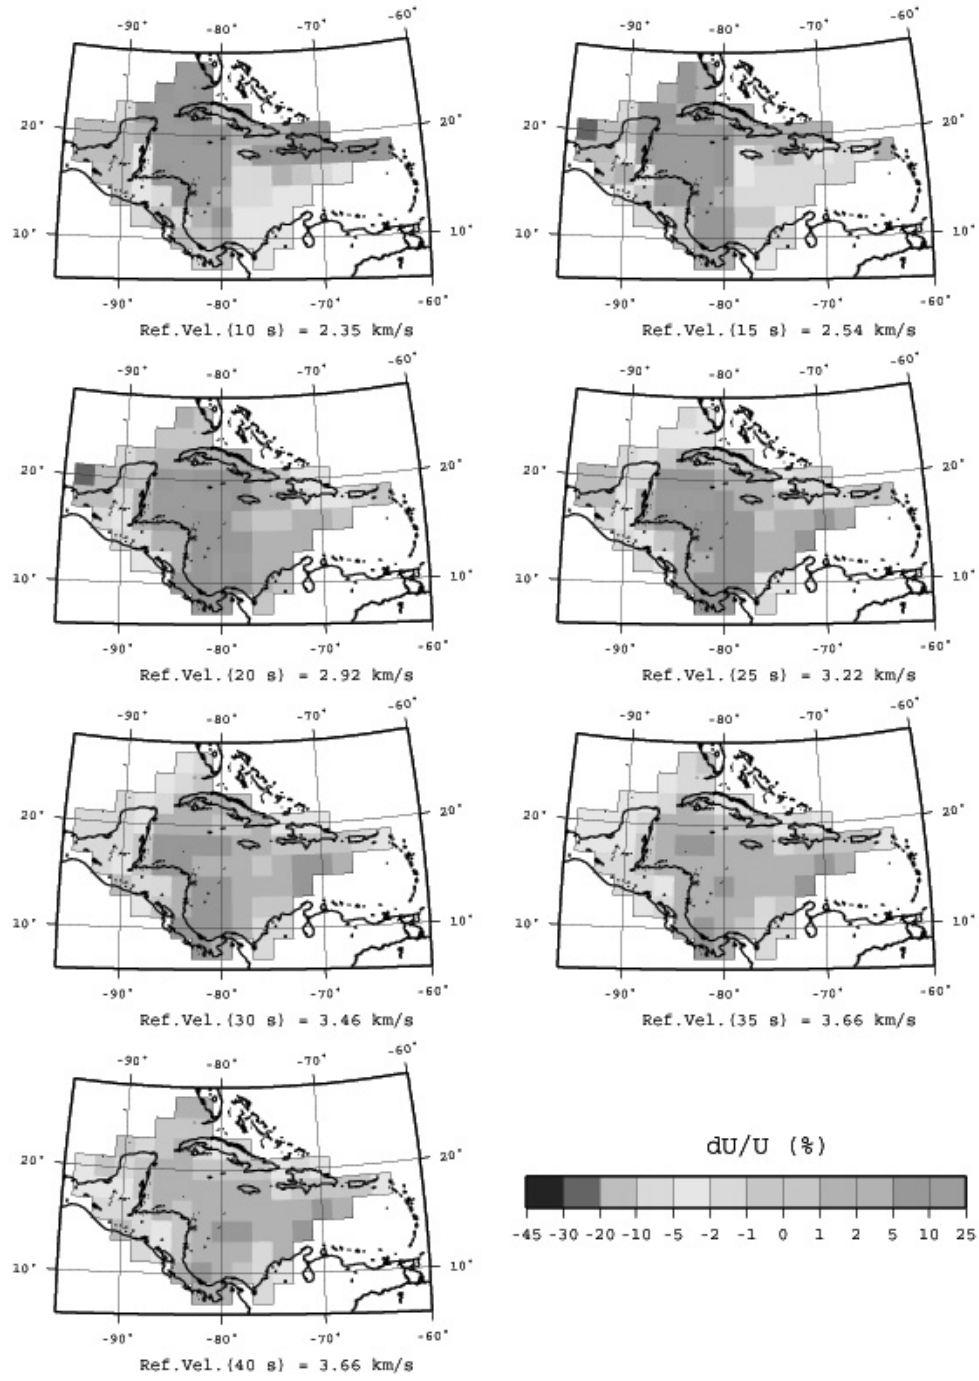 -90° -80° -70° -60°
20° 20°
10° 10°
-90° -80° -70° -60°
Ref.Vel.{10 s} = 2.35 km/s
-90° -80° -70° -60°
20° 20°
10° 10°
-90° -80° -70° -60°
Ref.Vel.{15 s} = 2.54 km/s
-90° -80° -70° -60°
20° 20°
10° 10°
-90° -80° -70° -60°
Ref.Vel.{20 s} = 2.92 km/s
-90° -80° -70° -60°
20° 20°
10° 10°
-90° -80° -70° -60°
Ref.Vel.{25 s} = 3.22 km/s
-90° -80° -70° -60°
20° 20°
10° 10°
-90° -80° -70° -60°
Ref.Vel.{30 s} = 3.46 km/s
-90° -80° -70° -60°
20° 20°
10° 10°
-90° -80° -70° -60°
Ref.Vel.{35 s} = 3.66 km/s
-90° -80° -70° -60°
20° 20°
10° 10°
-90° -80° -70° -60°
Ref.Vel.{40 s} = 3.66 km/s
dU/U (%)
-45 -30 -20 -10 -5 -2 -1 0 1 2 5 10 25